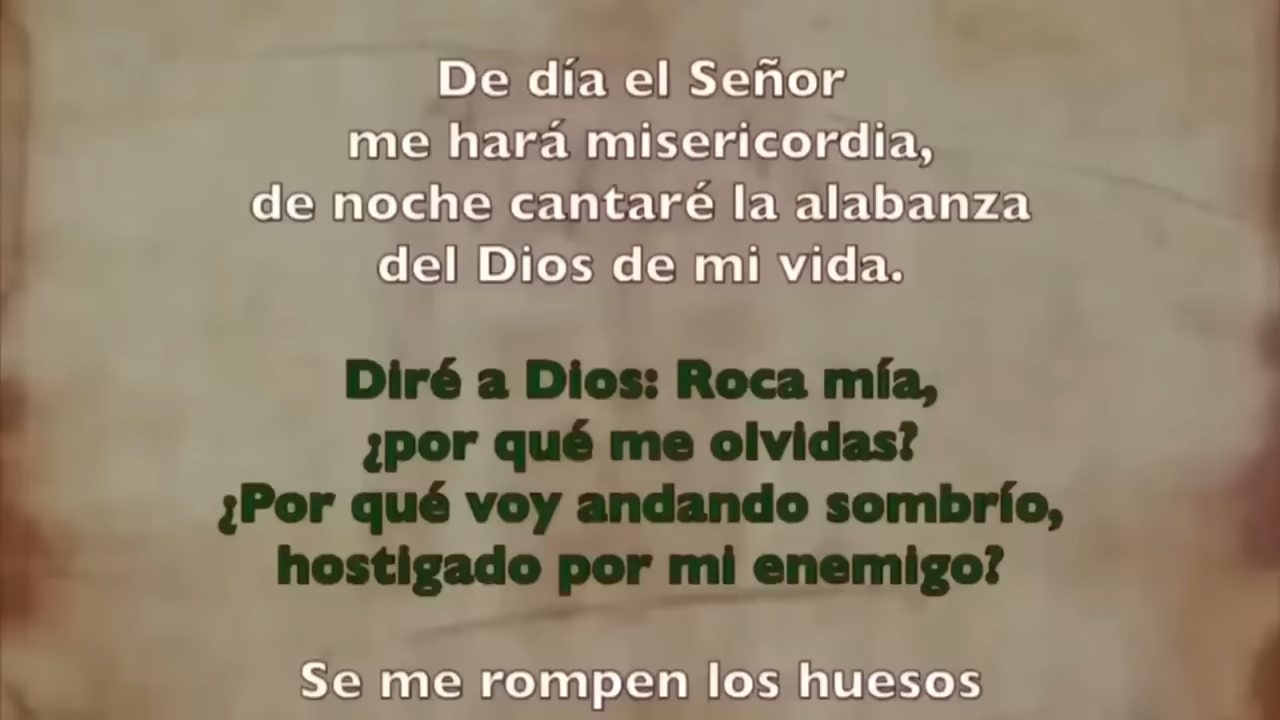 De día el Señor
me hará misericordia,
de noche cantaré la alabanza
del Dios de mi vida.
Diré a Dios: Roca mía,
¿por qué me olvidas?
¿Por qué voy andando sombrío,
hostigado por mi enemigo?
Se me rompen los huesos